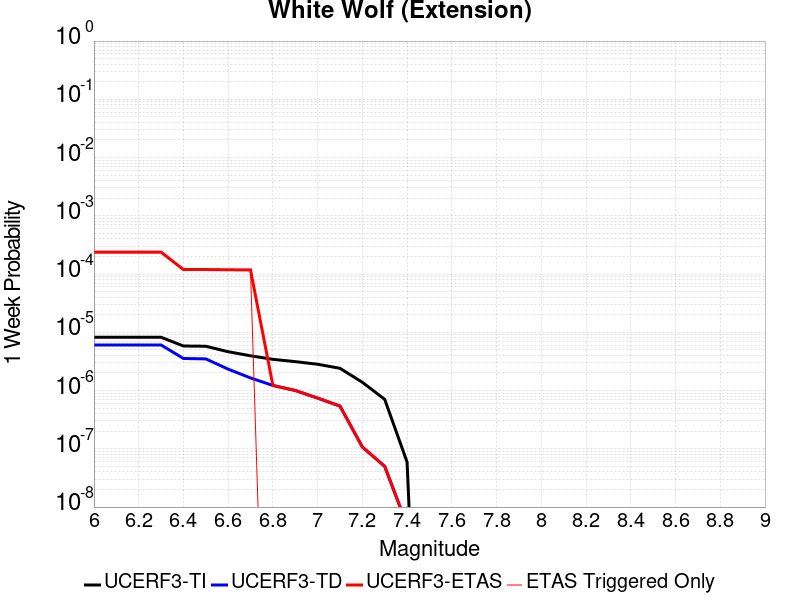 White Wolf (Extension)
10^0
10^-1
10^-2
10^-3
10^-4
10^-5
10^-6
10^-7
10^-8
1 Week Probability
6 6.2 6.4 6.6 6.8 7 7.2 7.4 7.6 7.8 8 8.2 8.4 8.6 8.8 9
Magnitude
UCERF3-TI UCERF3-TD UCERF3-ETAS ETAS Triggered Only